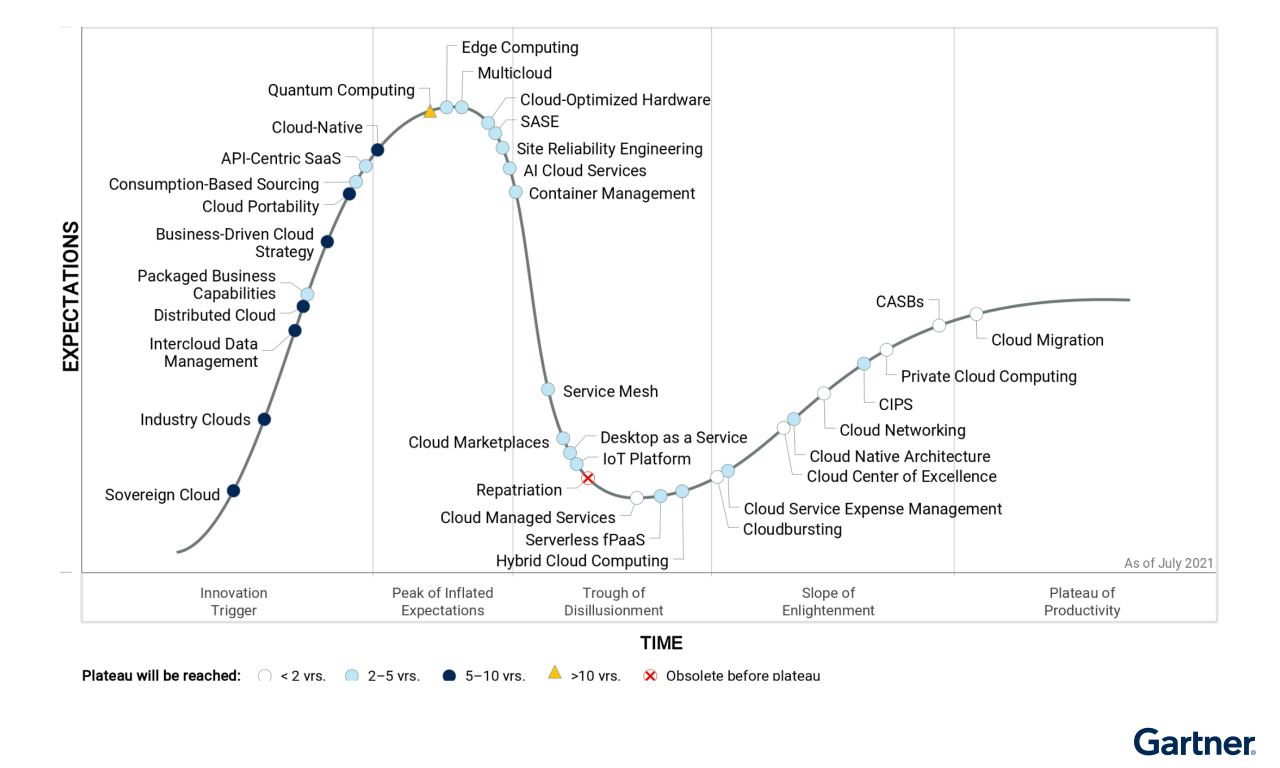 Edge Computing
Multicloud
Quantum Computing
Cloud-Optimized Hardware
SASE
Cloud-Native
Site Reliability Engineering
API-Centric SaaS
AI Cloud Services
Consumption-Based Sourcing
Container Management
Cloud Portability
Business-Driven Cloud
Strategy
Packaged Business
Capabilities
Distributed Cloud
Intercloud Data
Management
Industry Clouds
Sovereign Cloud
EXPECTATIONS
Service Mesh
Cloud Marketplaces
Desktop as a Service
IoT Platform
Repatriation
Cloud Managed Services
Serverless fPaaS
Hybrid Cloud Computing
CASBs
Cloud Migration
Private Cloud Computing
CIPS
Cloud Networking
Cloud Native Architecture
Cloud Center of Excellence
Cloud Service Expense Management
Cloudbursting
As of July 2021
Innovation
Trigger
Peak of Inflated
Expectations
Trough of
Disillusionment
Slope of
Enlightenment
Plateau of
Productivity
TIME
Plateau will be reached: < 2 yrs. 2–5 yrs. 5–10 yrs. >10 yrs. Obsolete before plateau
Gartner®